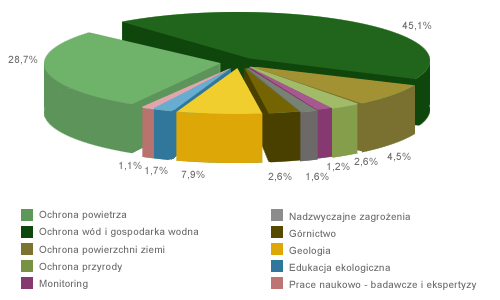 45,1%
28,7%
4,5%
2,6%
1,2%
1,6%
2,6%
7,9%
1,7%
1,1%
Ochrona powietrza
Ochrona wód i gospodarka wodna
Ochrona powierzchni ziemi
Ochrona przyrody
Monitoring
Nadzwyczajne zagrożenia
Górnictwo
Geologia
Edukacja ekologiczna
Prace naukowo - badawcze i ekspertyzy